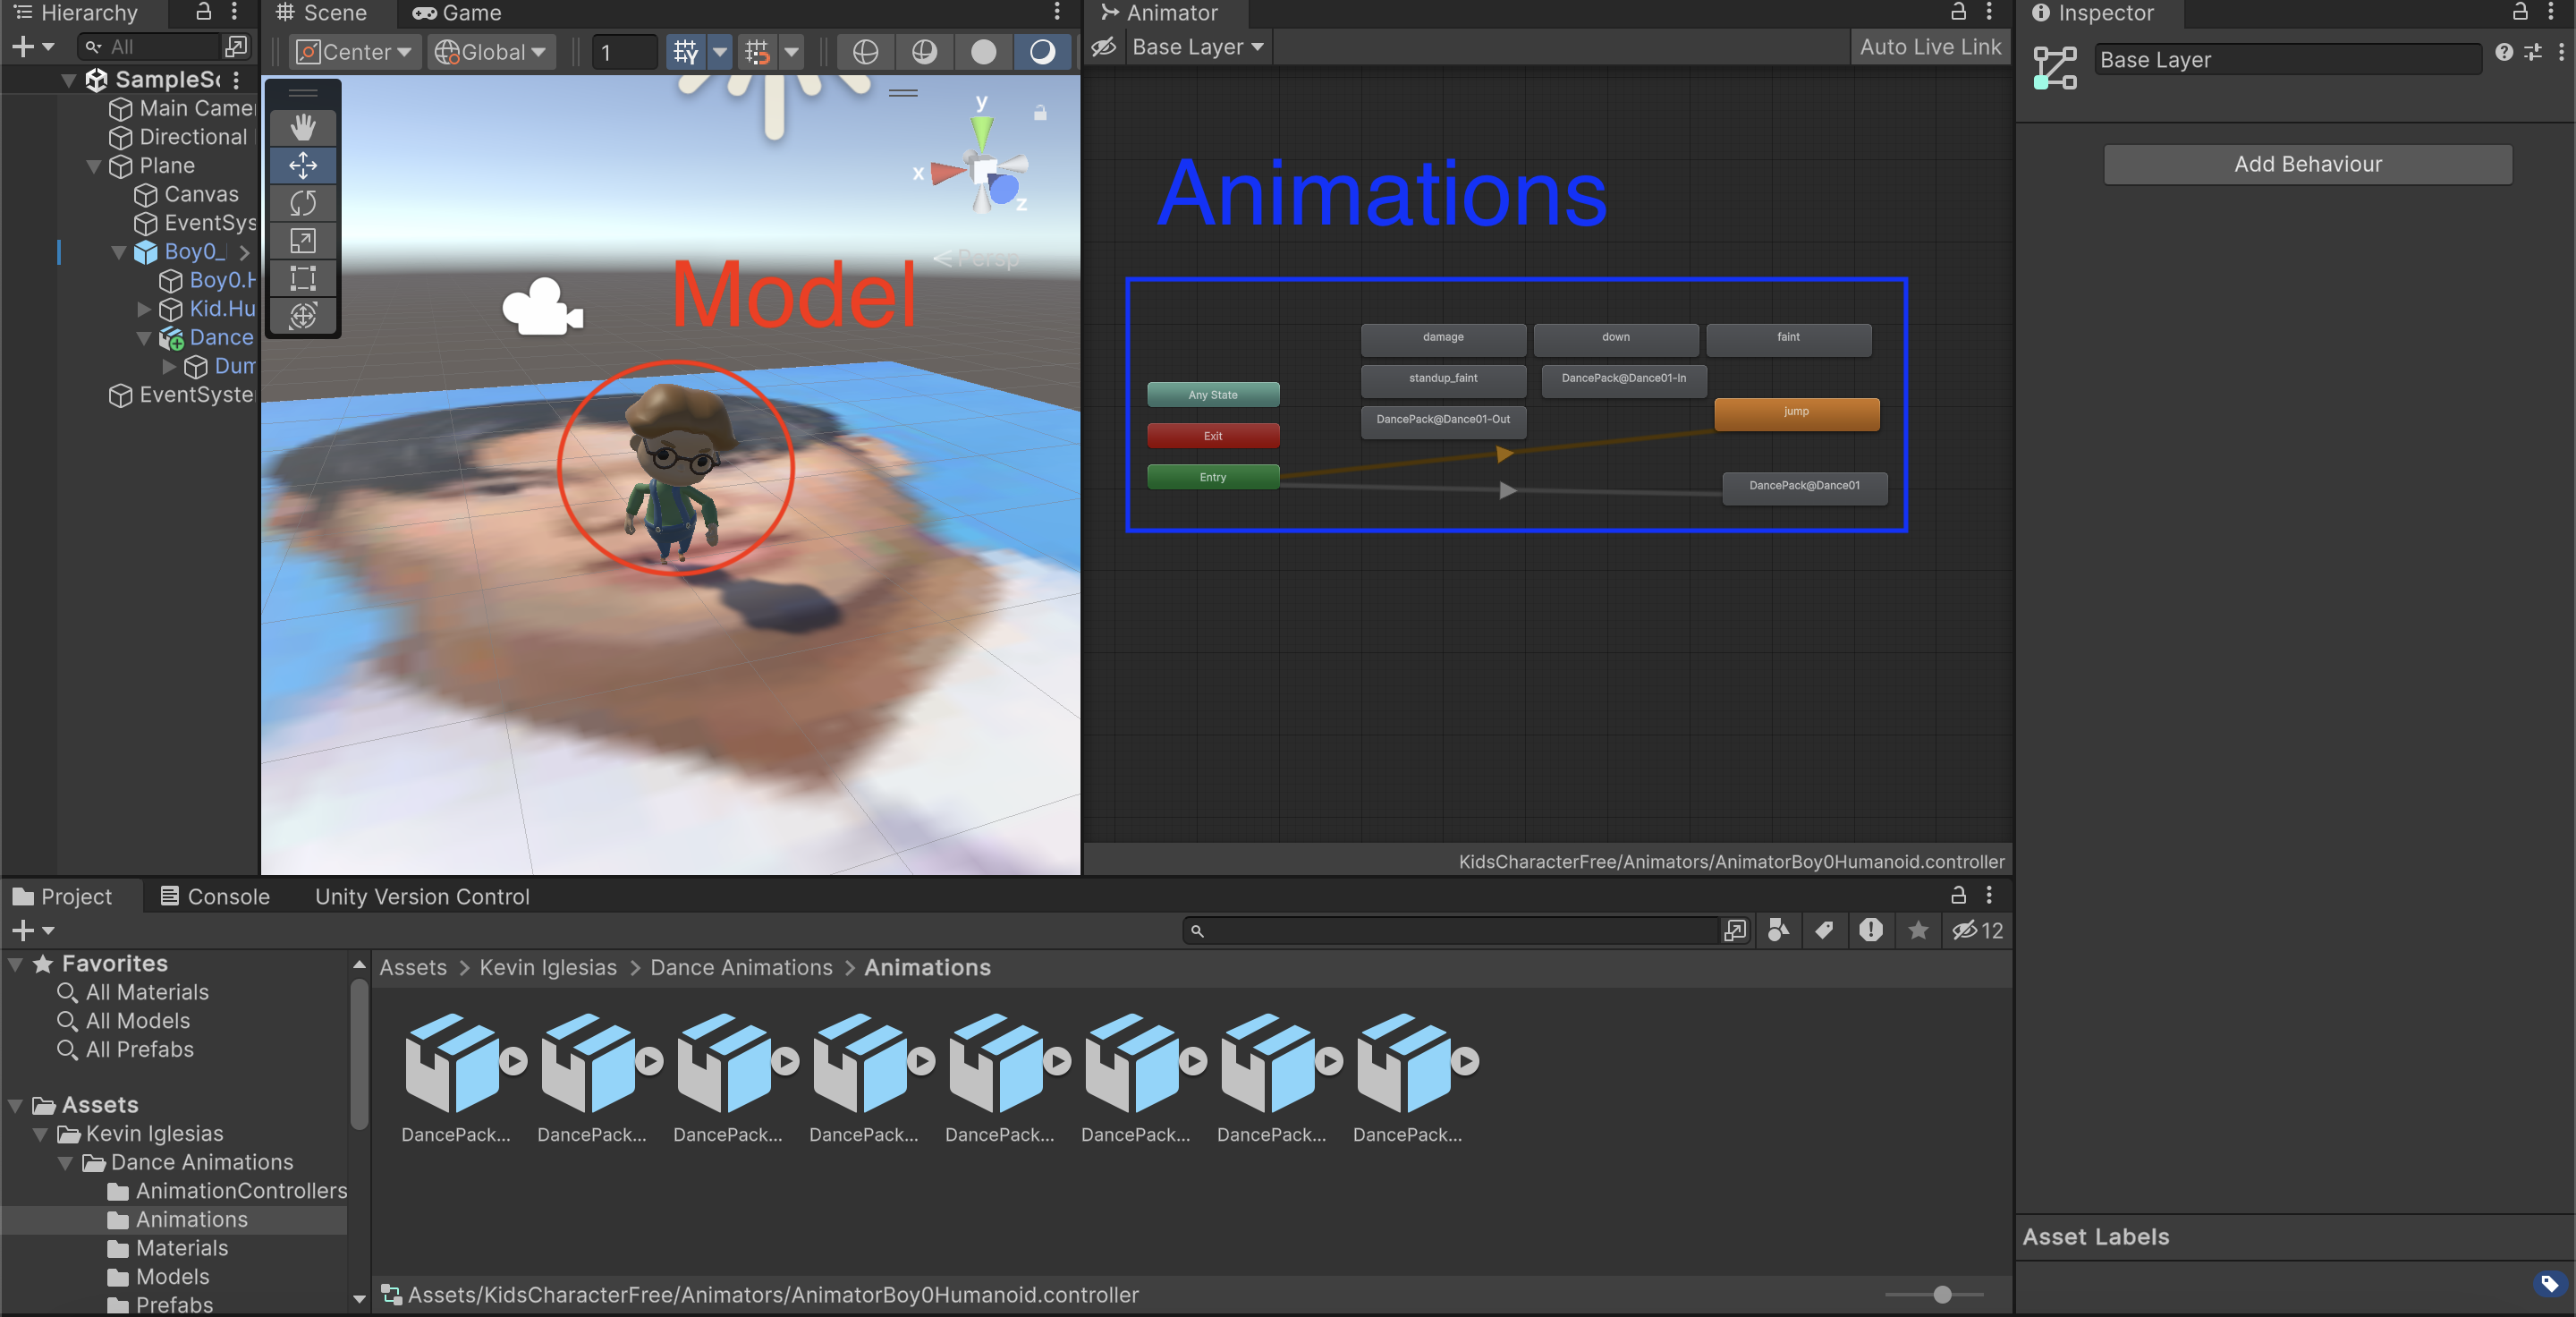 Hierarchy
All
SampleSc
Main Came
Directional
Plane
Canvas
EventSys
Boy0_
Boy0.H
Kid.Hu
Dance
Dum
EventSyste
Scene
Game
Center
Global
1
y
x
z
Persp
Model
Animator
Base Layer
Auto Live Link
Animations
damage
down
faint
standup_faint
DancePack@Dance01-In
Any State
jump
DancePack@Dance01-Out
Exit
Entry
DancePack@Dance01
KidsCharacterFree/Animators/AnimatorBoy0Humanoid.controller
Inspector
Base Layer
Add Behaviour
Asset Labels
Project
Console
Unity Version Control
12
Favorites
All Materials
All Models
All Prefabs
Assets
Kevin Iglesias
Dance Animations
AnimationControllers
Animations
Materials
Models
Prefabs
Assets > Kevin Iglesias > Dance Animations > Animations
DancePack...
DancePack...
DancePack...
DancePack...
DancePack...
DancePack...
DancePack...
DancePack...
Assets/KidsCharacterFree/Animators/AnimatorBoy0Humanoid.controller